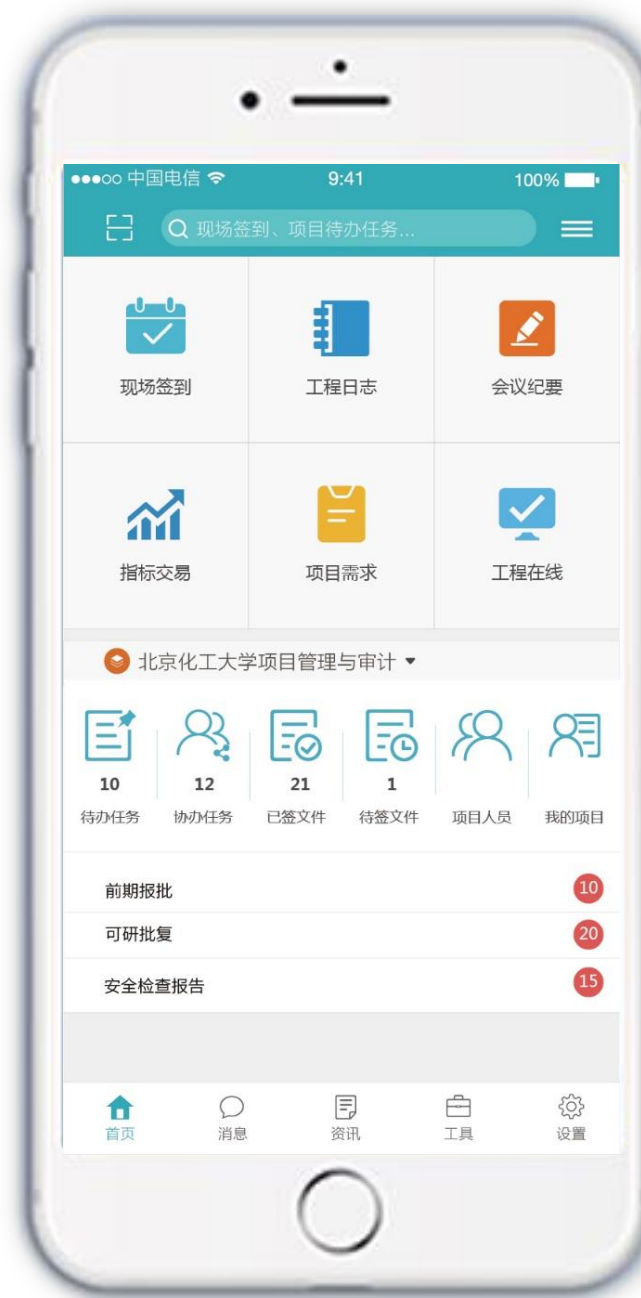 中国电信 9:41 100%
现场签到、项目待办任务...
现场签到 工程日志 会议纪要
指标交易 项目需求 工程在线
北京化工大学项目管理与审计
10 12 21 1
待办任务 协办任务 已签文件 待签文件 项目人员 我的项目
前期报批 10
可研批复 20
安全检查报告 15
首页 消息 资讯 工具 设置